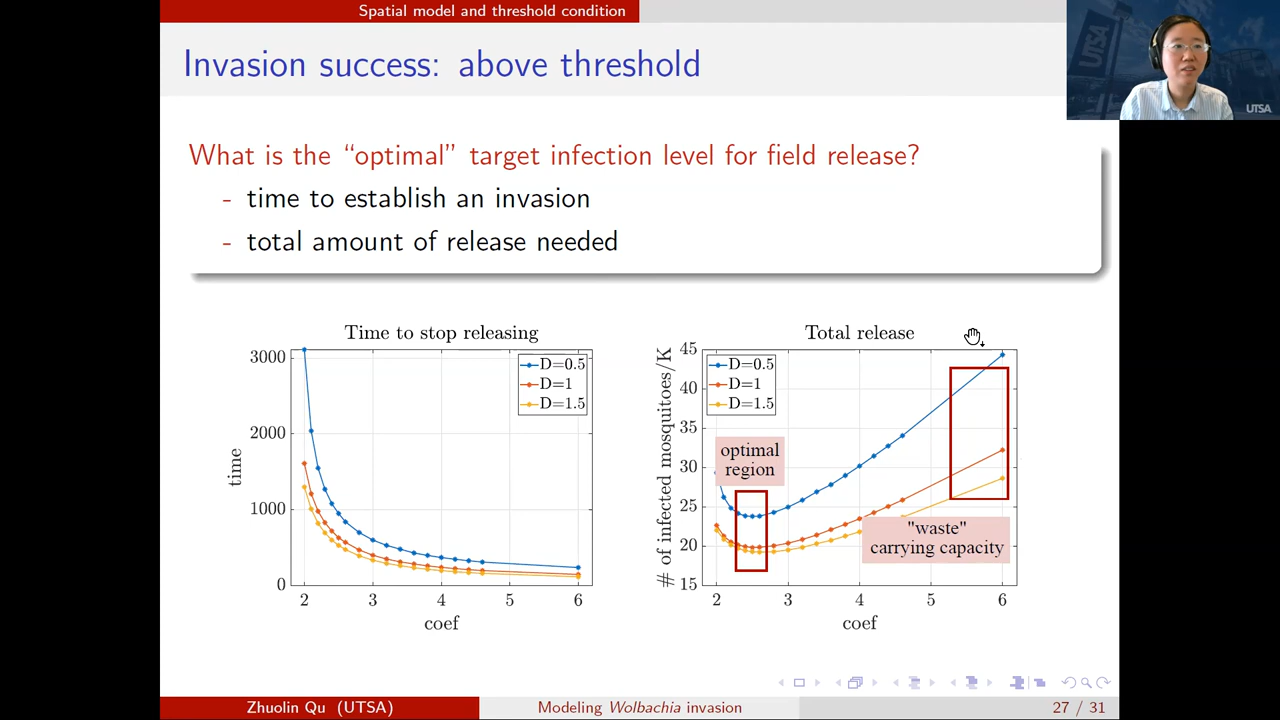 Spatial model and threshold condition
Invasion success: above threshold
What is the “optimal” target infection level for field release?
- time to establish an invasion
- total amount of release needed
Time to stop releasing
3000
2000
1000
0
time
2 3 4 5 6
coef
D=0.5
D=1
D=1.5
Total release
45
40
35
30
25
20
15
# of infected mosquitoes/K
2 3 4 5 6
coef
D=0.5
D=1
D=1.5
optimal
region
"waste"
carrying capacity
Zhuolin Qu (UTSA)
Modeling Wolbachia invasion
27 / 31
UTSA
UTSA